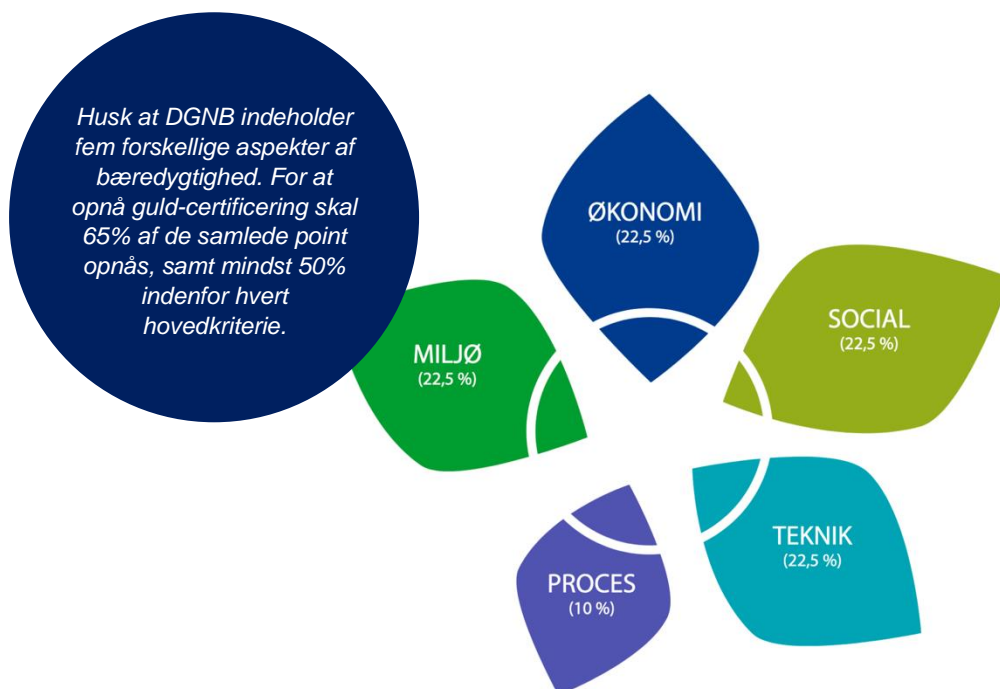 Husk at DGNB indeholder
fem forskellige aspekter af
bæredygtighed. For at
opnå guld-certificering skal
65% af de samlede point
opnås, samt mindst 50%
indenfor hvert
hovedkriterie.
ØKONOMI
(22,5 %)
SOCIAL
(22,5 %)
MILJØ
(22,5 %)
TEKNIK
(22,5 %)
PROCES
(10 %)